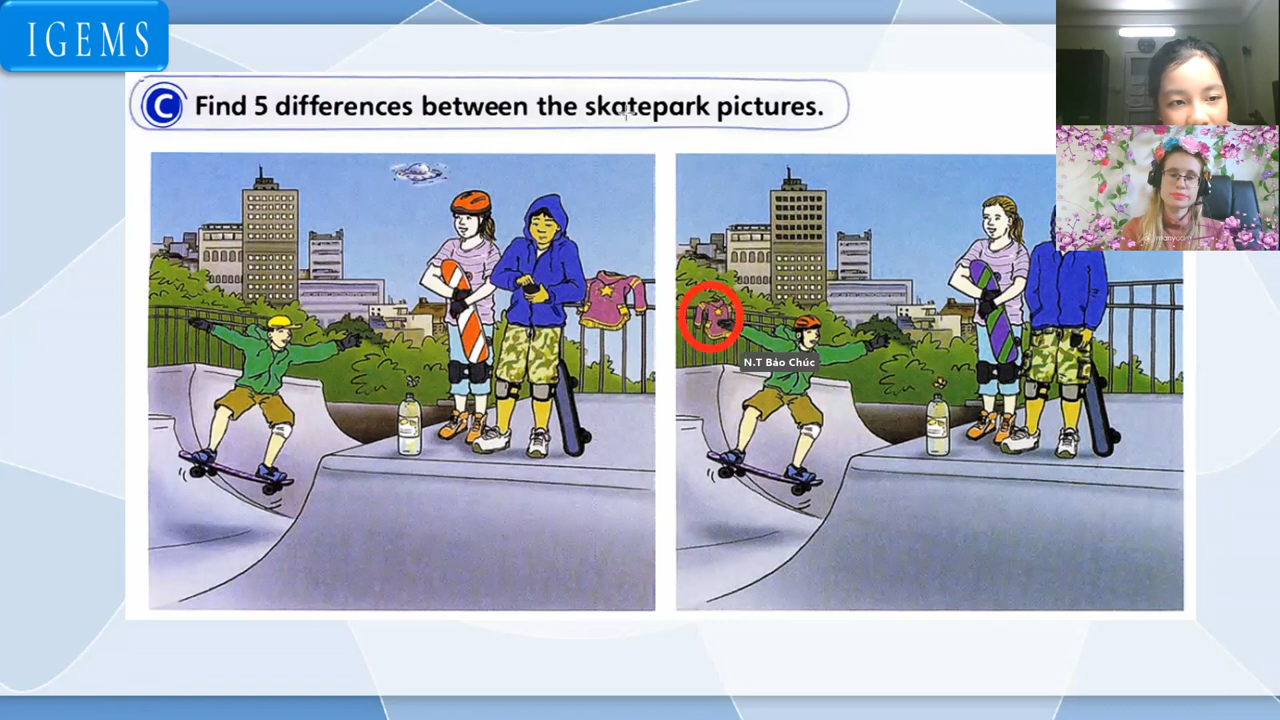 IGEMS
C Find 5 differences between the skatepark pictures.
N.T Bảo Chúc